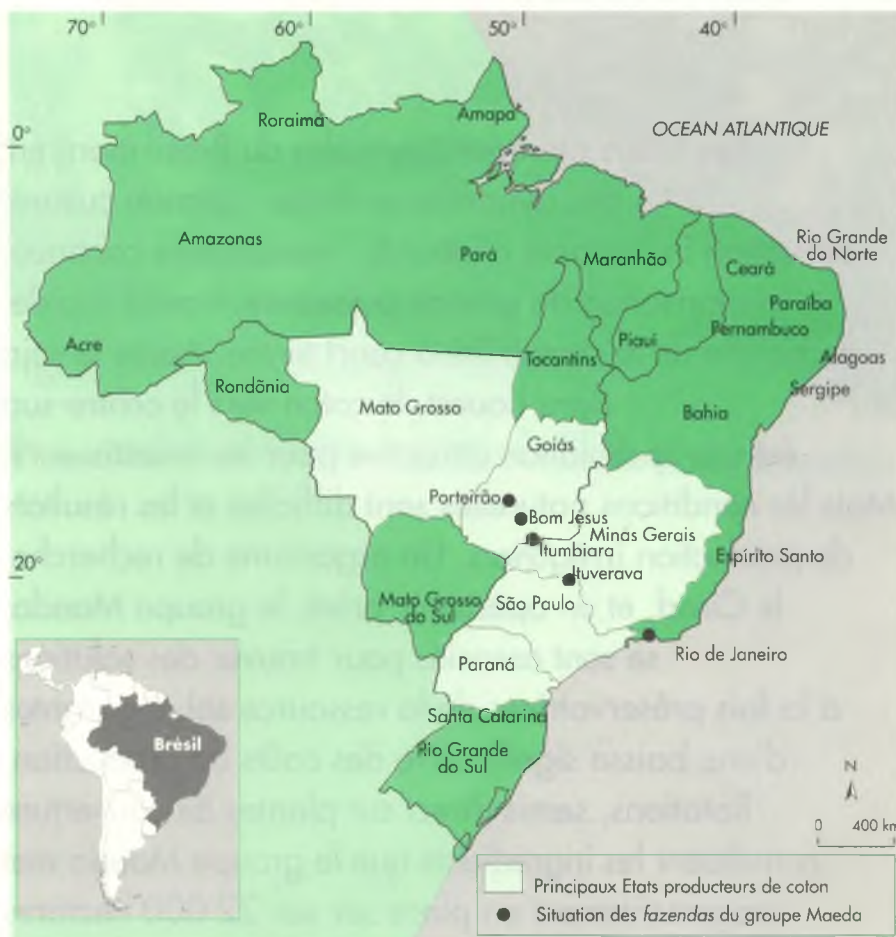 70° 60° 50° 40°
Roraima
Amapá
OCEAN ATLANTIQUE
0°
Amazonas
Pará
Maranhão
Ceará
Rio Grande
do Norte
Paraíba
Piauí
Pernambuco
Acre
Tocantins
Alagoas
Rondônia
Sergipe
Mato Grosso
Bahia
Goiás
Porteirão
Bom Jesus
Minas Gerais
Itumbiara
Espírito Santo
20°
Ituverava
Mato Grosso
do Sul
São Paulo
Rio de Janeiro
Paraná
Santa Catarina
Brésil
Rio Grande
do Sul
N
0 400 km
Principaux Etats producteurs de coton
Situation des fazendas du groupe Maeda